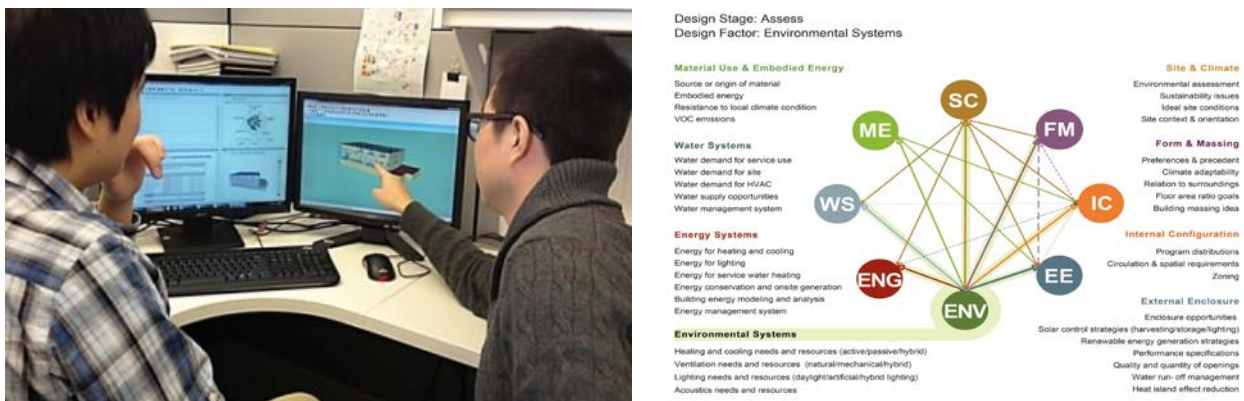 Design Stage: Assess
Design Factor: Environmental Systems
Material Use & Embodied Energy
Source or origin of material
Embodied energy
Resistance to local climate condition
VOC emissions
Water Systems
Water demand for service use
Water demand for site
Water demand for HVAC
Water supply opportunities
Water management system
Energy Systems
Energy for heating and cooling
Energy for lighting
Energy for service water heating
Energy conservation and onsite generation
Building energy modeling and analysis
Energy management system
Environmental Systems
Heating and cooling needs and resources (active/passive/hybrid)
Ventilation needs and resources (natural/mechanical/hybrid)
Lighting needs and resources (daylight/artificial/hybrid lighting)
Accustics needs and resources
SC
ME
FM
WS
IC
ENG
EE
ENV
Site & Climate
Environmental assessment
Sustainability issues
Ideal site conditions
Site context & orientation
Form & Massing
Preferences & precedent
Climate adaptability
Relation to surroundings
Floor area ratio goals
Building massing idea
Internal Configuration
Program distributions
Circulation & spatial requirements
Zoning
External Enclosure
Enclosure opportunities
Solar control strategies (harvesting/storage/lighting)
Renewable energy generation strategies
Performance specifications
Quality and quantity of openings
Water run- off management
Heat island effect reduction